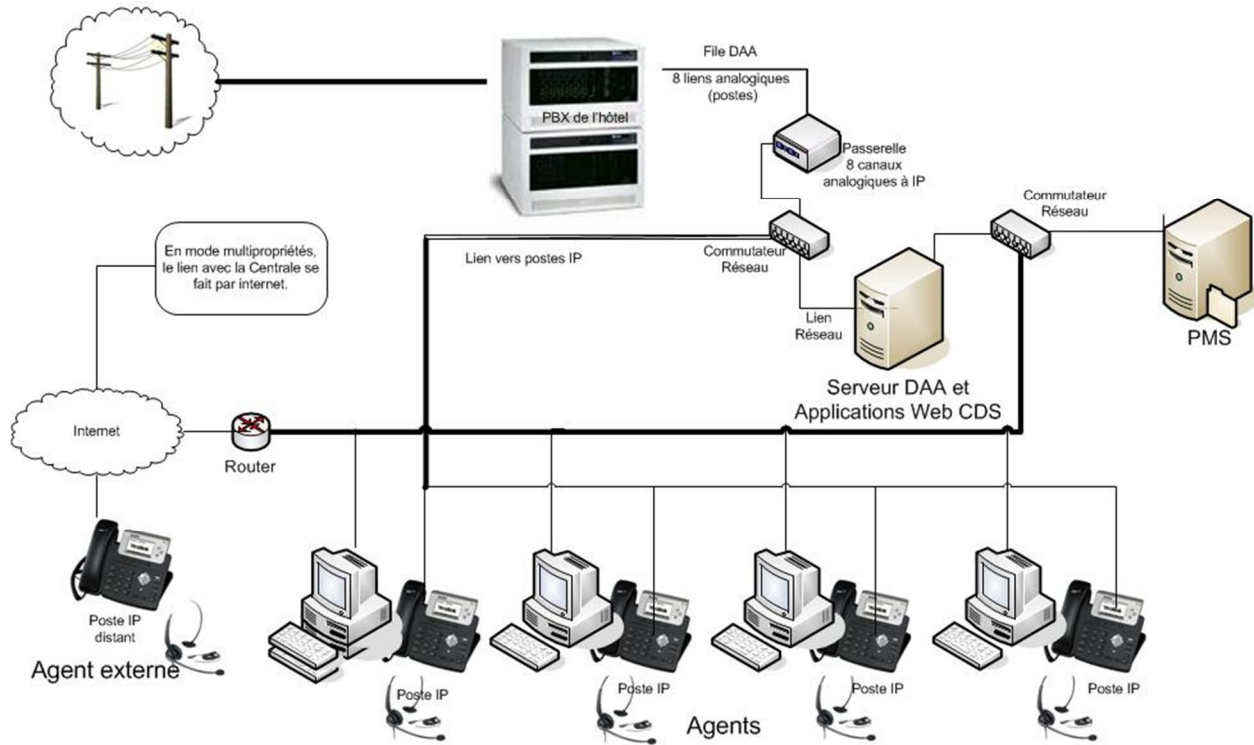 File DAA
8 liens analogiques
(postes)
PBX de l'hôtel
Passerelle
8 canaux
analogiques à IP
Commutateur
Réseau
En mode multipropriétés,
le lien avec la Centrale se
fait par internet.
Lien vers postes IP
Commutateur
Réseau
Lien
Réseau
PMS
Serveur DAA et
Applications Web CDS
Internet
Router
Poste IP
distant
Agent externe
Poste IP
Poste IP
Poste IP
Poste IP
Agents